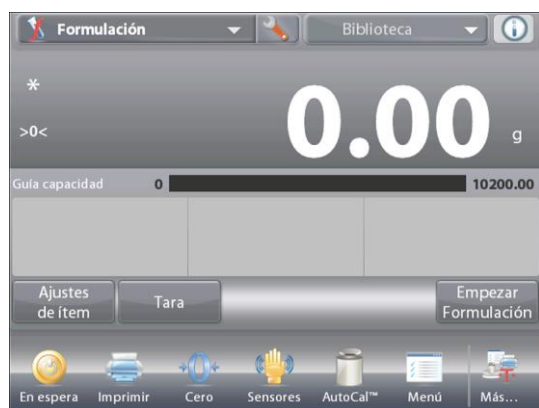 Formulación
Biblioteca
*
>0<
0.00 g
Guía capacidad 0 10200.00
Ajustes
de ítem
Tara
Empezar
Formulación
En espera Imprimir Cero Sensores AutoCal™ Menú Más...